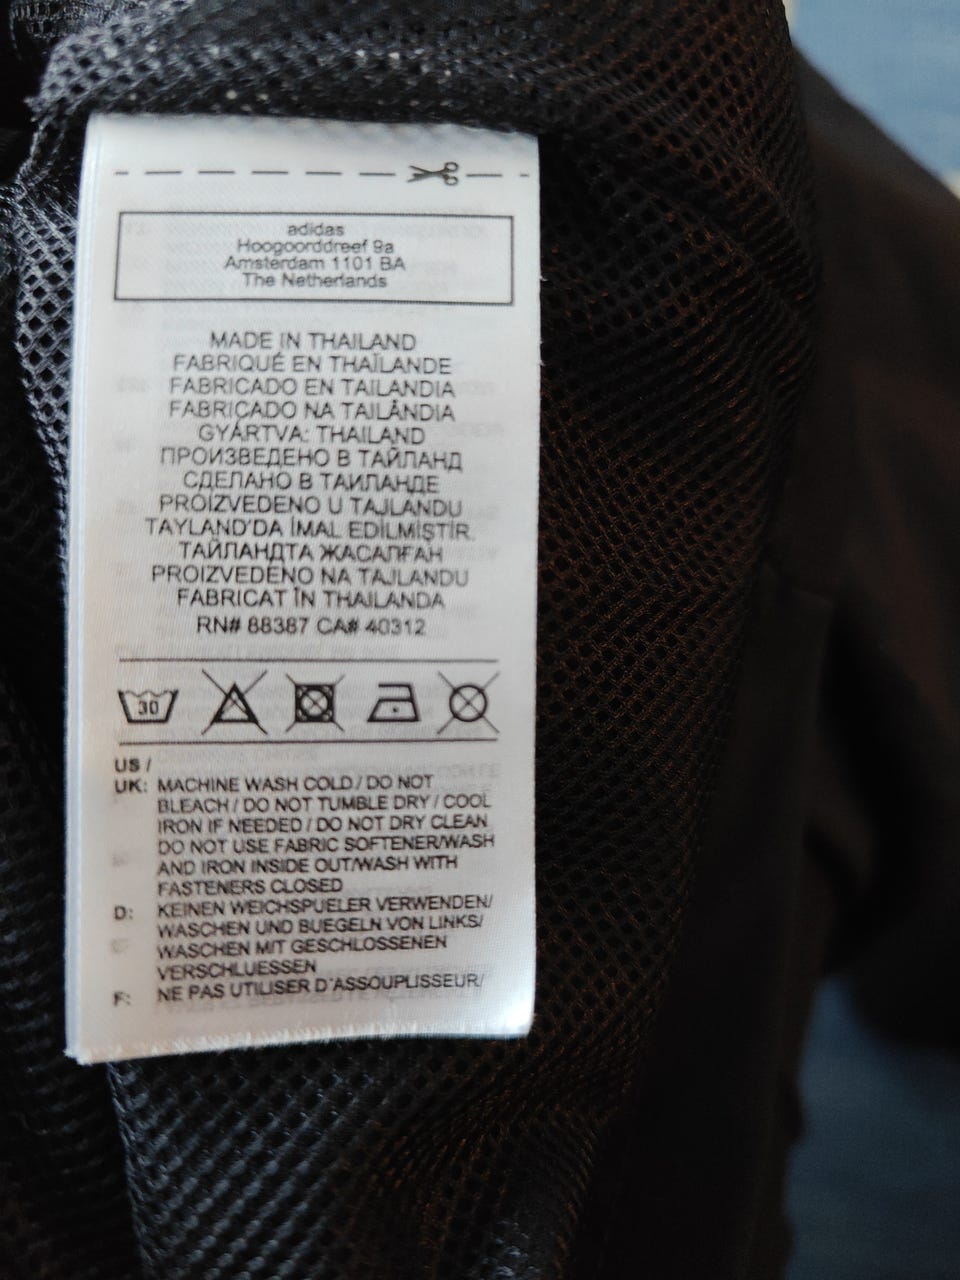 adidas
Hoogoorddreef 9a
Amsterdam 1101 BA
The Netherlands
MADE IN THAILAND
FABRIQUÉ EN THAÏLANDE
FABRICADO EN TAILANDIA
FABRICADO NA TAILÂNDIA
GYÁRTVA: THAILAND
ПРОИЗВЕДЕНО В ТАЙЛАНД
СДЕЛАНО В ТАИЛАНДЕ
PROIZVEDENO U TAJLANDU
TAYLAND'DA İMAL EDİLMİŞTİR.
ТАЙЛАНДТА ЖАСАЛҒАН
PROIZVEDENO NA TAJLANDU
FABRICAT ÎN THAILANDA
RN# 88387 CA# 40312
30
US /
UK: MACHINE WASH COLD / DO NOT
BLEACH / DO NOT TUMBLE DRY / COOL
IRON IF NEEDED / DO NOT DRY CLEAN
DO NOT USE FABRIC SOFTENER/WASH
AND IRON INSIDE OUT/WASH WITH
FASTENERS CLOSED
D: KEINEN WEICHSPUELER VERWENDEN/
WASCHEN UND BUEGELN VON LINKS/
WASCHEN MIT GESCHLOSSENEN
VERSCHLUESSEN
F: NE PAS UTILISER D'ASSOUPLISSEUR/